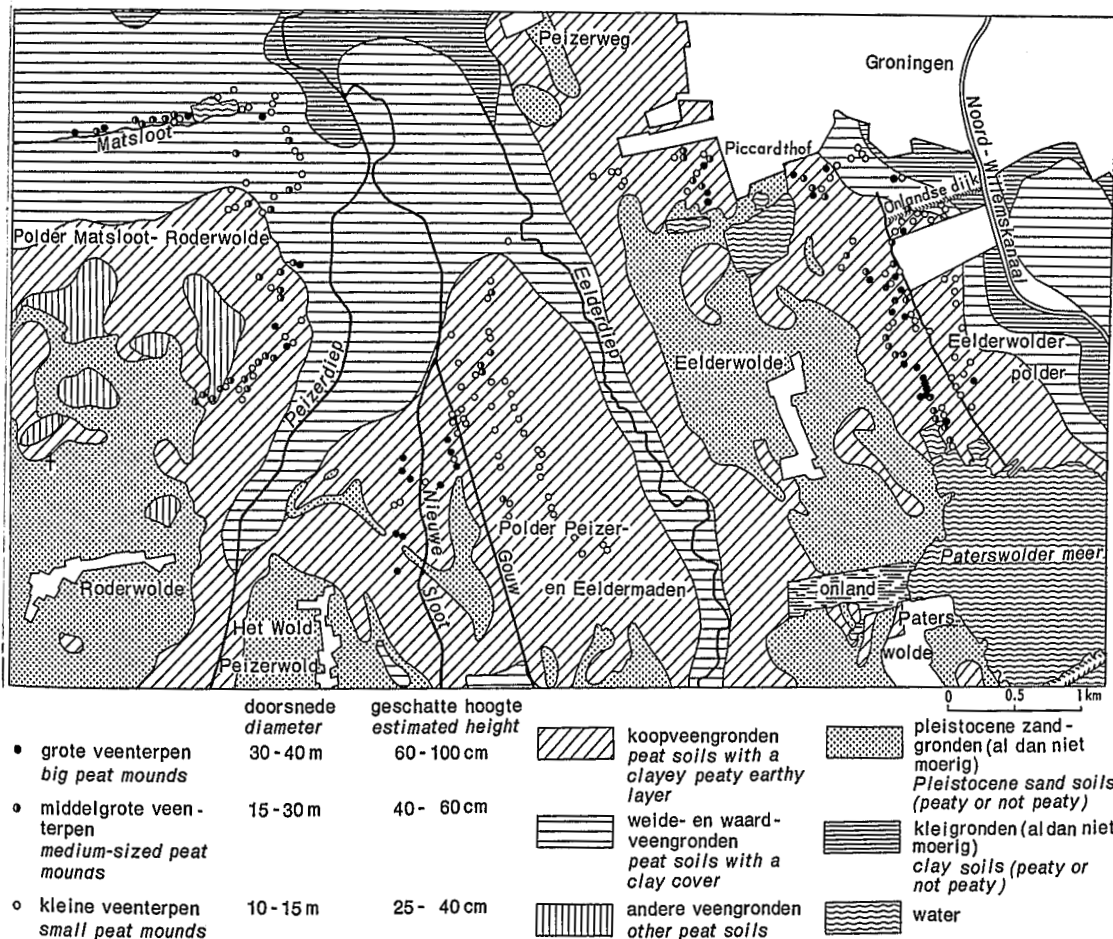 Peizerweg
Groningen
Noord-Willemskanaal
Matsloot
Piccardthof
Onlandse dijk
Polder Matsloot-Roderwolde
Peizerdiep
Eelderdiep
Eelderwolde
Eelderwolder-
polder
Nieuwe Sloot
Gouw
Polder Peizer-
en Eeldermaden
Paterswolder meer
Roderwolde
onland
Het Wold
Peizerwold
Paters
wolde
0 0.5 1km
doorsnede
diameter
geschatte hoogte
estimated height
grote veenterpen 30-40 m 60-100 cm
big peat mounds
middelgrote veen- 15-30 m 40- 60 cm
terpen
medium-sized peat
mounds
kleine veenterpen 10-15 m 25- 40 cm
small peat mounds
koopveengronden
peat soils with a
clayey peaty earthy
layer
weide- en waard-
veengronden
peat soils with a
clay cover
andere veengronden
other peat soils
pleistocene zand-
gronden (al dan niet
moerig)
Pleistocene sand soils
(peaty or not peaty)
kleigronden (al dan niet
moerig)
clay soils (peaty or
not peaty)
water